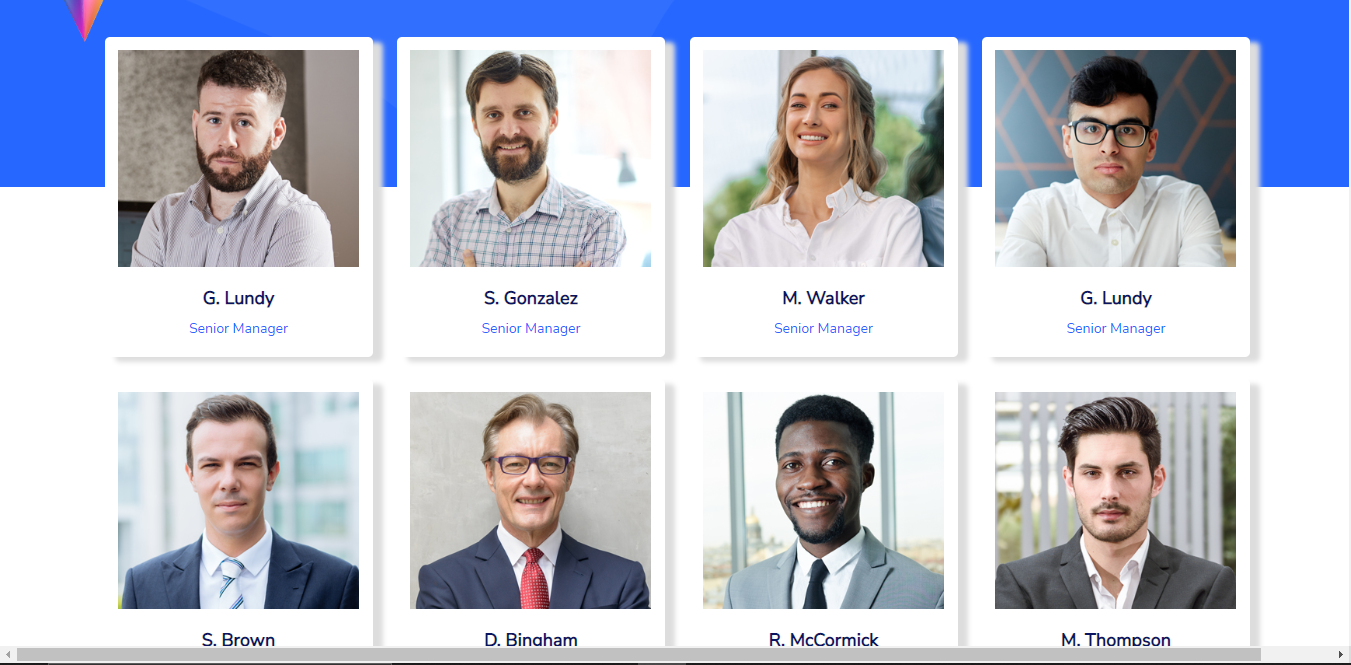 G. Lundy
S. Gonzalez
M. Walker
G. Lundy
Senior Manager
Senior Manager
Senior Manager
Senior Manager
S. Brown
D. Bingham
R. McCormick
M. Thompson